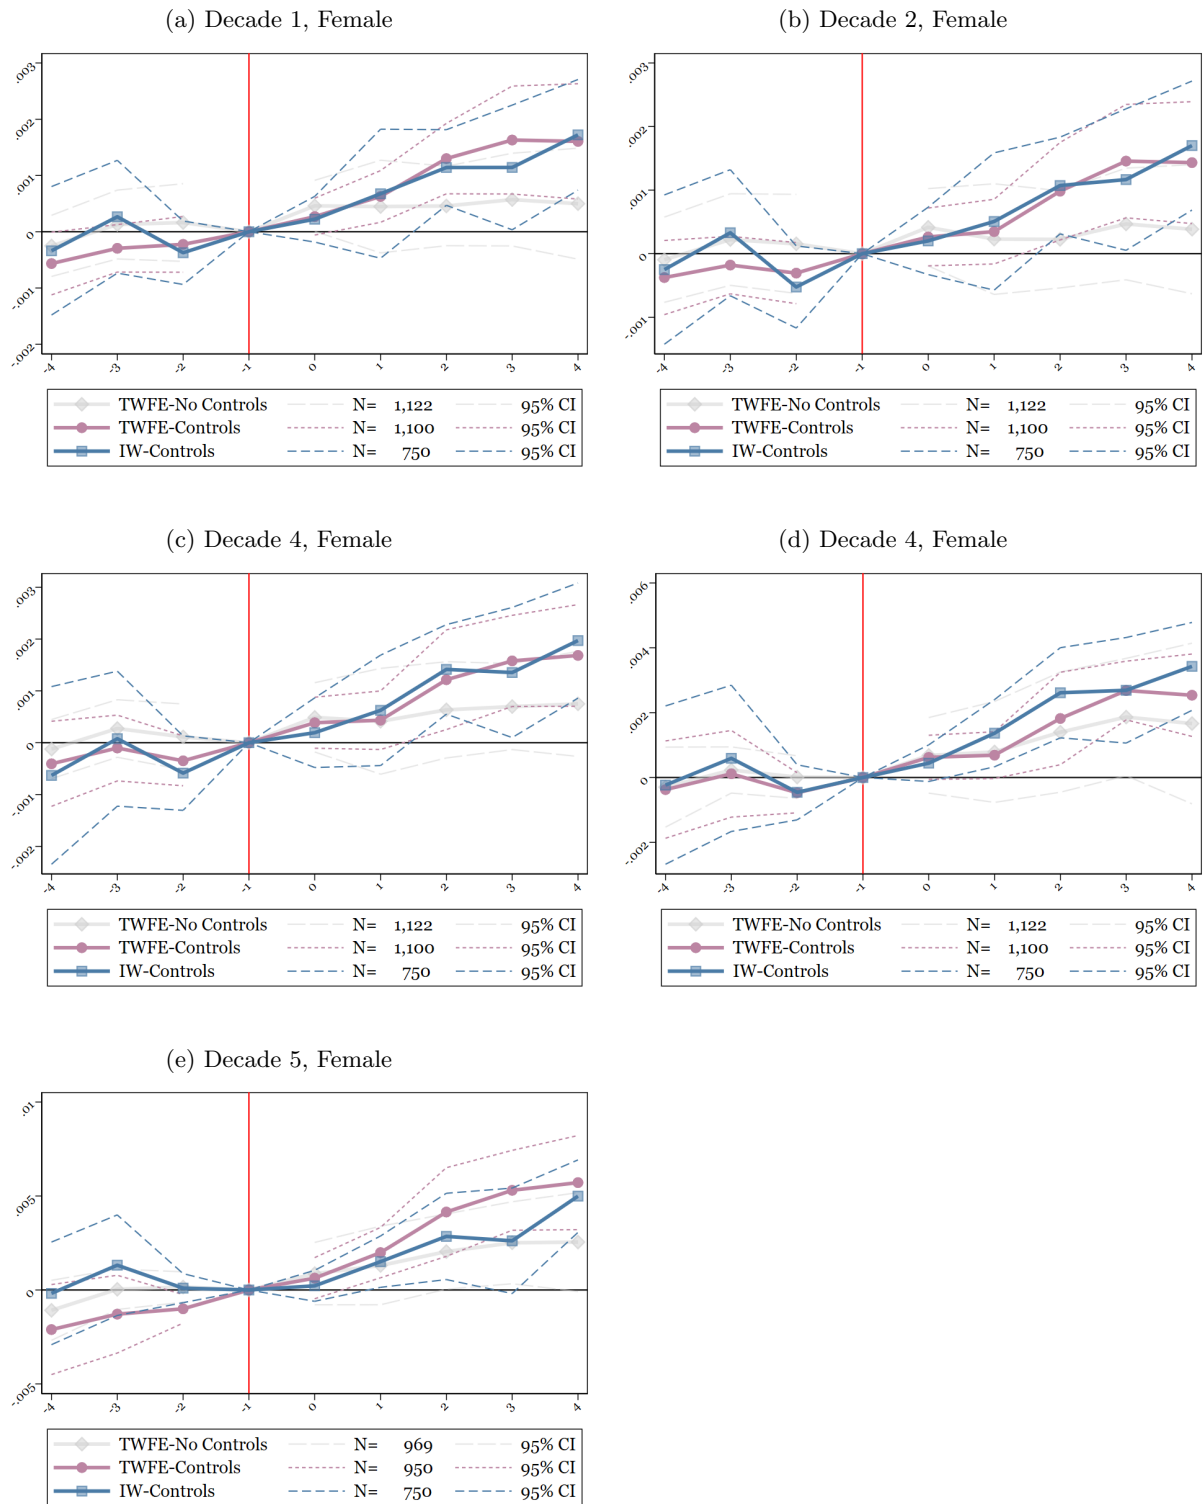 (a) Decade 1, Female
.003
.002
.001
0
-.001
-.002
-4 -3 -2 -1 0 1 2 3 4
TWFE-No Controls N= 1,122 95% CI
TWFE-Controls N= 1,100 95% CI
IW-Controls N= 750 95% CI
(b) Decade 2, Female
.003
.002
.001
0
-.001
-4 -3 -2 -1 0 1 2 3 4
TWFE-No Controls N= 1,122 95% CI
TWFE-Controls N= 1,100 95% CI
IW-Controls N= 750 95% CI
(c) Decade 4, Female
.003
.002
.001
0
-.001
-.002
-4 -3 -2 -1 0 1 2 3 4
TWFE-No Controls N= 1,122 95% CI
TWFE-Controls N= 1,100 95% CI
IW-Controls N= 750 95% CI
(d) Decade 4, Female
.006
.004
.002
0
-.002
-4 -3 -2 -1 0 1 2 3 4
TWFE-No Controls N= 1,122 95% CI
TWFE-Controls N= 1,100 95% CI
IW-Controls N= 750 95% CI
(e) Decade 5, Female
.01
.005
0
-.005
-4 -3 -2 -1 0 1 2 3 4
TWFE-No Controls N= 969 95% CI
TWFE-Controls N= 950 95% CI
IW-Controls N= 750 95% CI